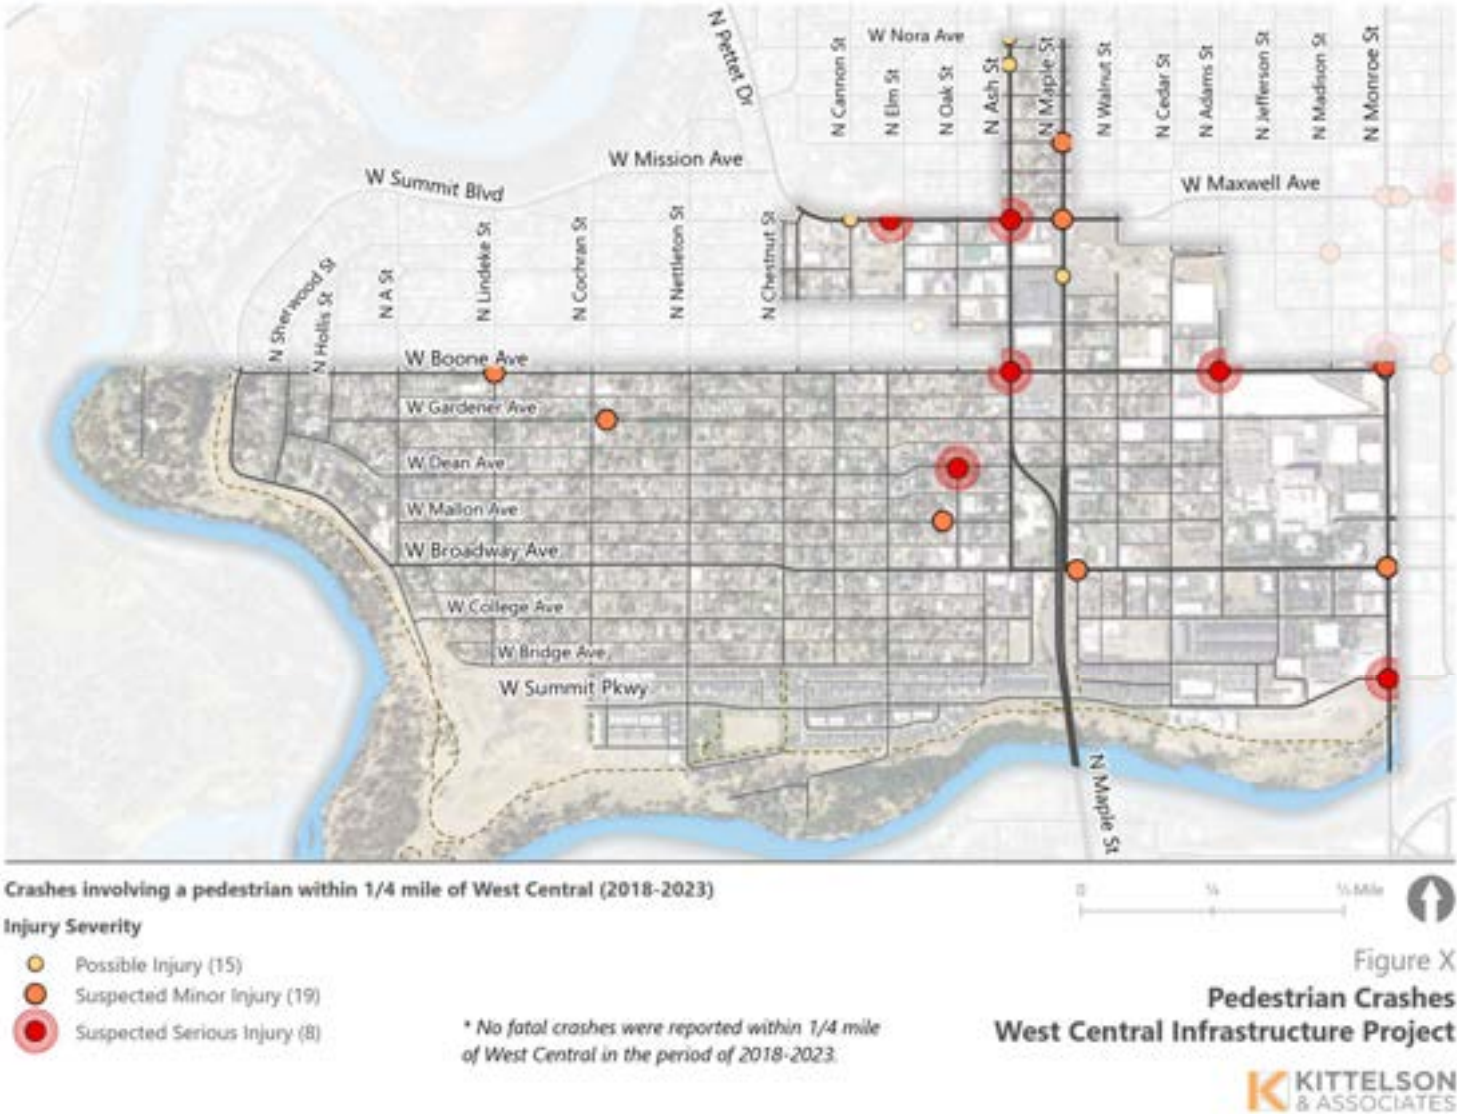 N Pettet Dr
N Cannon St
W Nora Ave
N Elm St
N Oak St
N Ash St
N Maple St
N Walnut St
N Cedar St
N Adams St
N Jefferson St
N Madison St
N Monroe St
W Mission Ave
W Summit Blvd
W Maxwell Ave
N Sherwood St
N Hollis St
N A St
N Lindeke St
N Cochran St
N Nettleton St
N Chestnut St
W Boone Ave
W Gardener Ave
W Dean Ave
W Mallon Ave
W Broadway Ave
W College Ave
W Bridge Ave
W Summit Pkwy
N Maple St
Crashes involving a pedestrian within 1/4 mile of West Central (2018-2023)
Injury Severity
Possible Injury (15)
Suspected Minor Injury (19)
Suspected Serious Injury (8)
* No fatal crashes were reported within 1/4 mile
of West Central in the period of 2018-2023.
0 Mile
Figure X
Pedestrian Crashes
West Central Infrastructure Project
KITTELSON
& ASSOCIATES